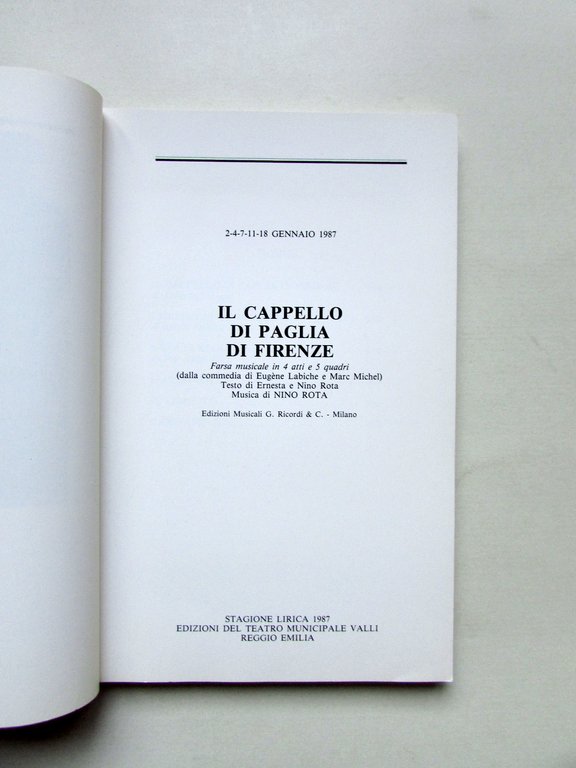 2-4-7-11-18 GENNAIO 1987
IL CAPPELLO
DI PAGLIA
DI FIRENZE
Farsa musicale in 4 atti e 5 quadri
(dalla commedia di Eugène Labiche e Marc Michel)
Testo di Ernesta e Nino Rota
Musica di NINO ROTA
Edizioni Musicali G. Ricordi & C. - Milano
STAGIONE LIRICA 1987
EDIZIONI DEL TEATRO MUNICIPALE VALLI
REGGIO EMILIA